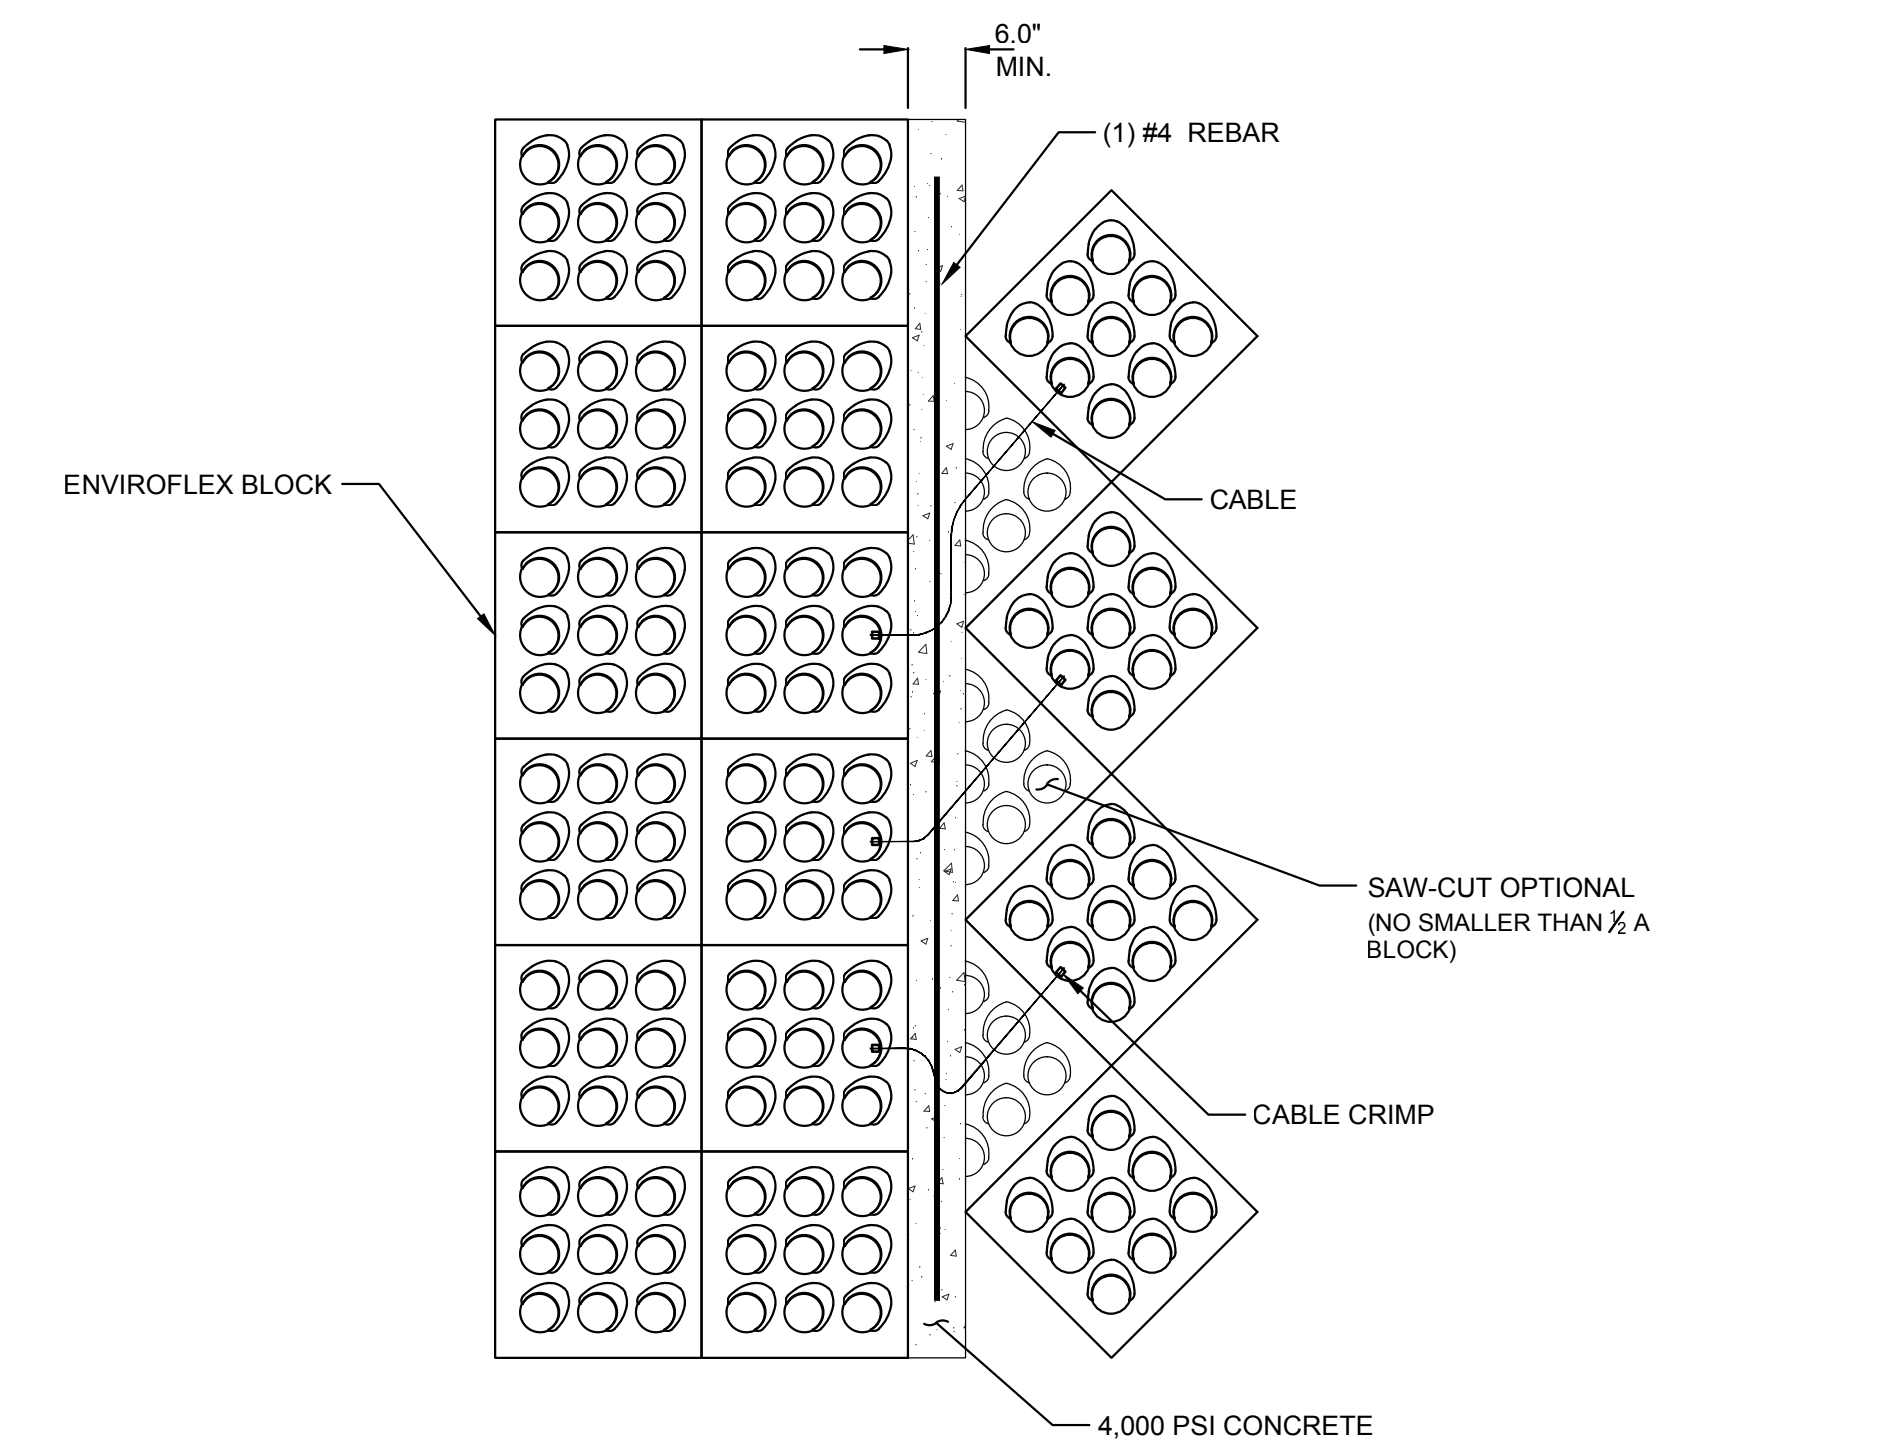 6.0"
MIN.
(1) #4 REBAR
ENVIROFLEX BLOCK
CABLE
SAW-CUT OPTIONAL
(NO SMALLER THAN ½ A
BLOCK)
CABLE CRIMP
4,000 PSI CONCRETE